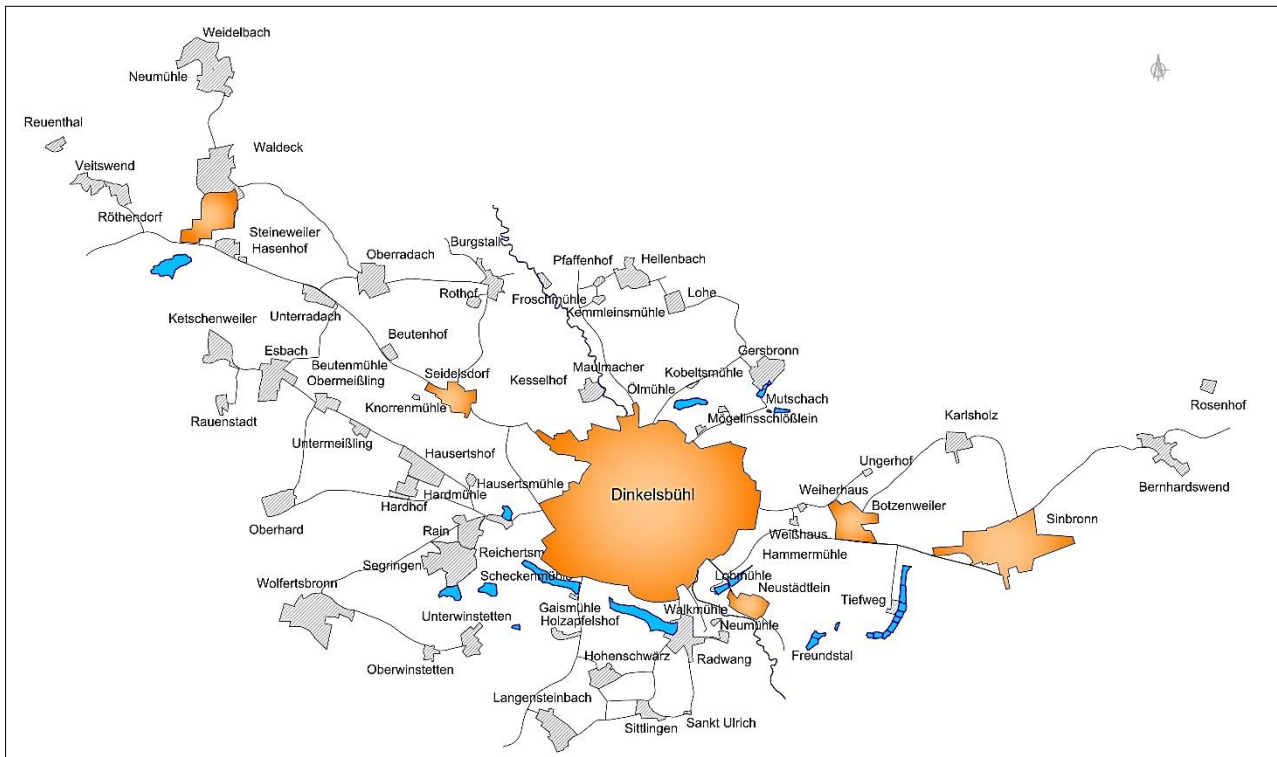 Weidelbach
Neumühle
Reuenthal
Waldeck
Veitswend
Röthendorf
Steineweiler
Hasenhof
Oberradach
Burgstall
Pfaffenhof
Hellenbach
Rothof
Froschmühle
Lohe
Kemmleinsmühle
Ketschenweiler
Unterradach
Beutenhof
Esbach
Beutenmühle
Obermeißling
Seidelsdorf
Kesselhof
Maulmacher
Ölmühle
Kobeltsmühle
Gersbronn
Mutschach
Mögelinsschlößlein
Knorrenmühle
Rauenstadt
Untermeißling
Rosenhof
Karlsholz
Hausertshof
Hausertsmühle
Hardmühle
Hardhof
Dinkelsbühl
Ungerhof
Weiherhaus
Botzenweiler
Bernhardswend
Oberhard
Rain
Weißhaus
Sinbronn
Segringen
Reichertsm
Hammermühle
Scheckenmühle
Lobmühle
Neustädtlein
Wolfertsbronn
Gaismühle
Holzapfelshof
Walkmühle
Tiefweg
Unterwinstetten
Neumühle
Freundstal
Oberwinstetten
Hohenschwärz
Radwang
Langensteinbach
Sittlingen
Sankt Ulrich